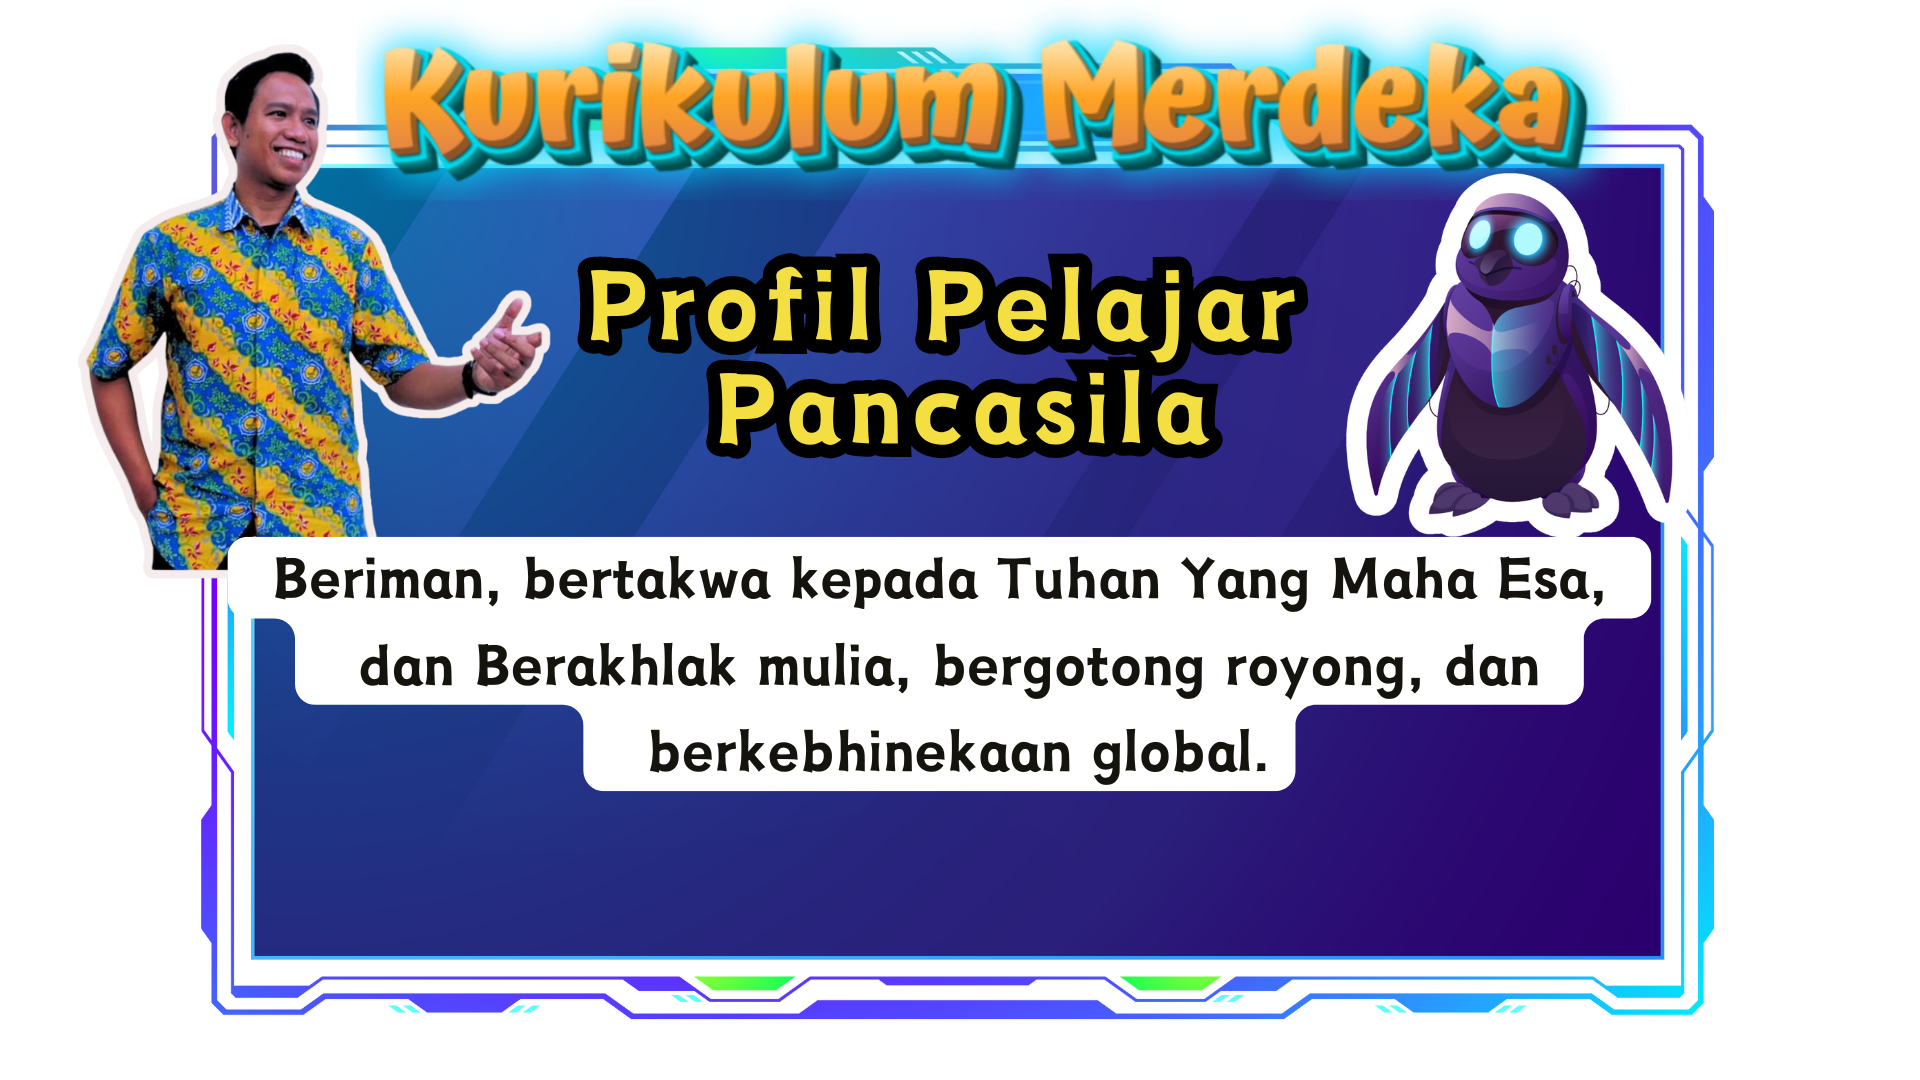 Kurikulum Merdeka
Profil Pelajar
Pancasila
Beriman, bertakwa kepada Tuhan Yang Maha Esa,
dan Berakhlak mulia, bergotong royong, dan
berkebhinekaan global.